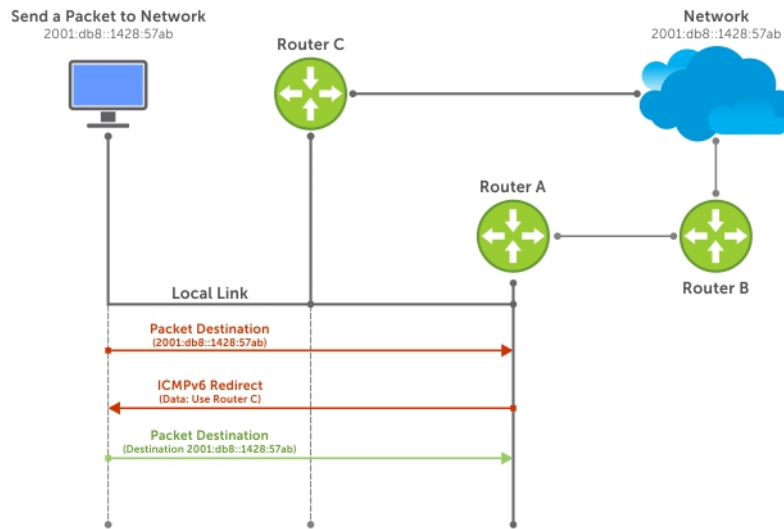 Send a Packet to Network
2001:db8::1428:57ab
Router C
Network
2001:db8::1428:57ab
Router A
Router B
Local Link
Packet Destination
(2001:db8::1428:57ab)
ICMPv6 Redirect
(Data: Use Router C)
Packet Destination
(Destination 2001:db8::1428:57ab)